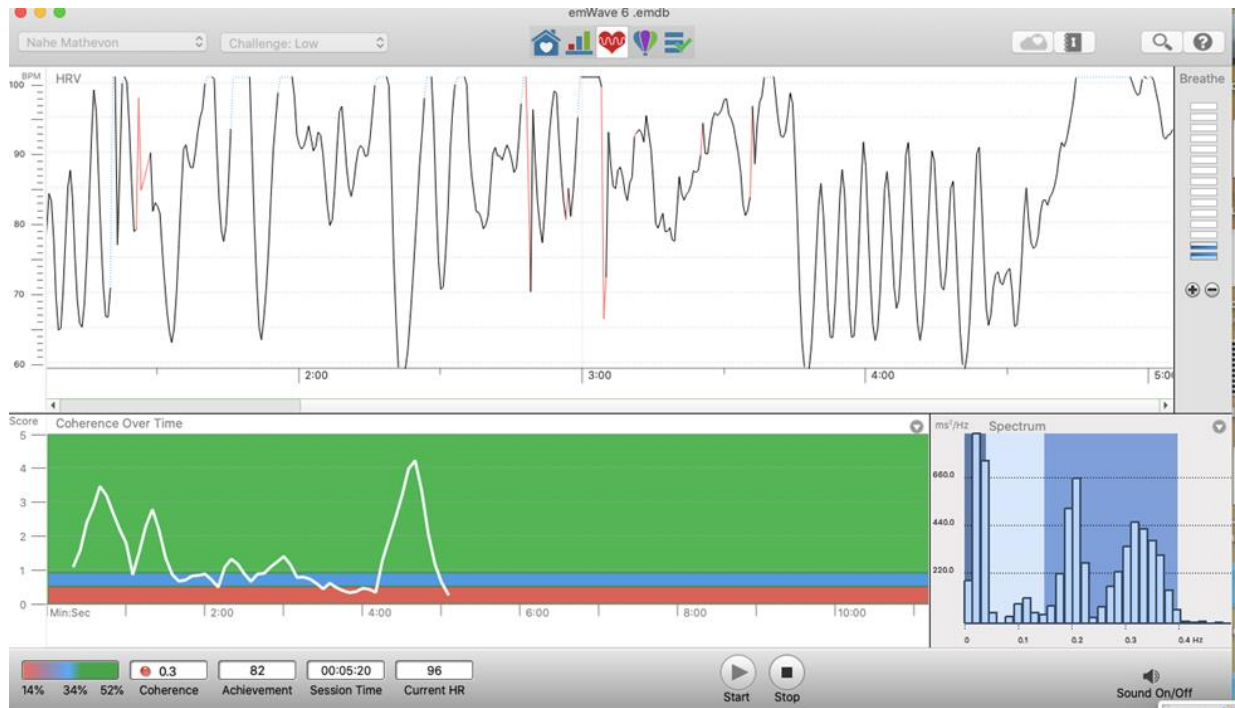 emWave 6 .emdb
Nahe Mathevon
Challenge: Low
BPM
HRV
Breathe
100
90
80
70
60
2:00
3:00
4:00
5:0
Score
Coherence Over Time
5
4
3
2
1
0
Min:Sec
2:00
4:00
6:00
8:00
10:00
ms²/Hz
Spectrum
660.0
440.0
220.0
0
0.1
0.2
0.3
0.4 Hz
14% 34% 52%
0.3
Coherence
82
Achievement
00:05:20
Session Time
96
Current HR
Start
Stop
Sound On/Off